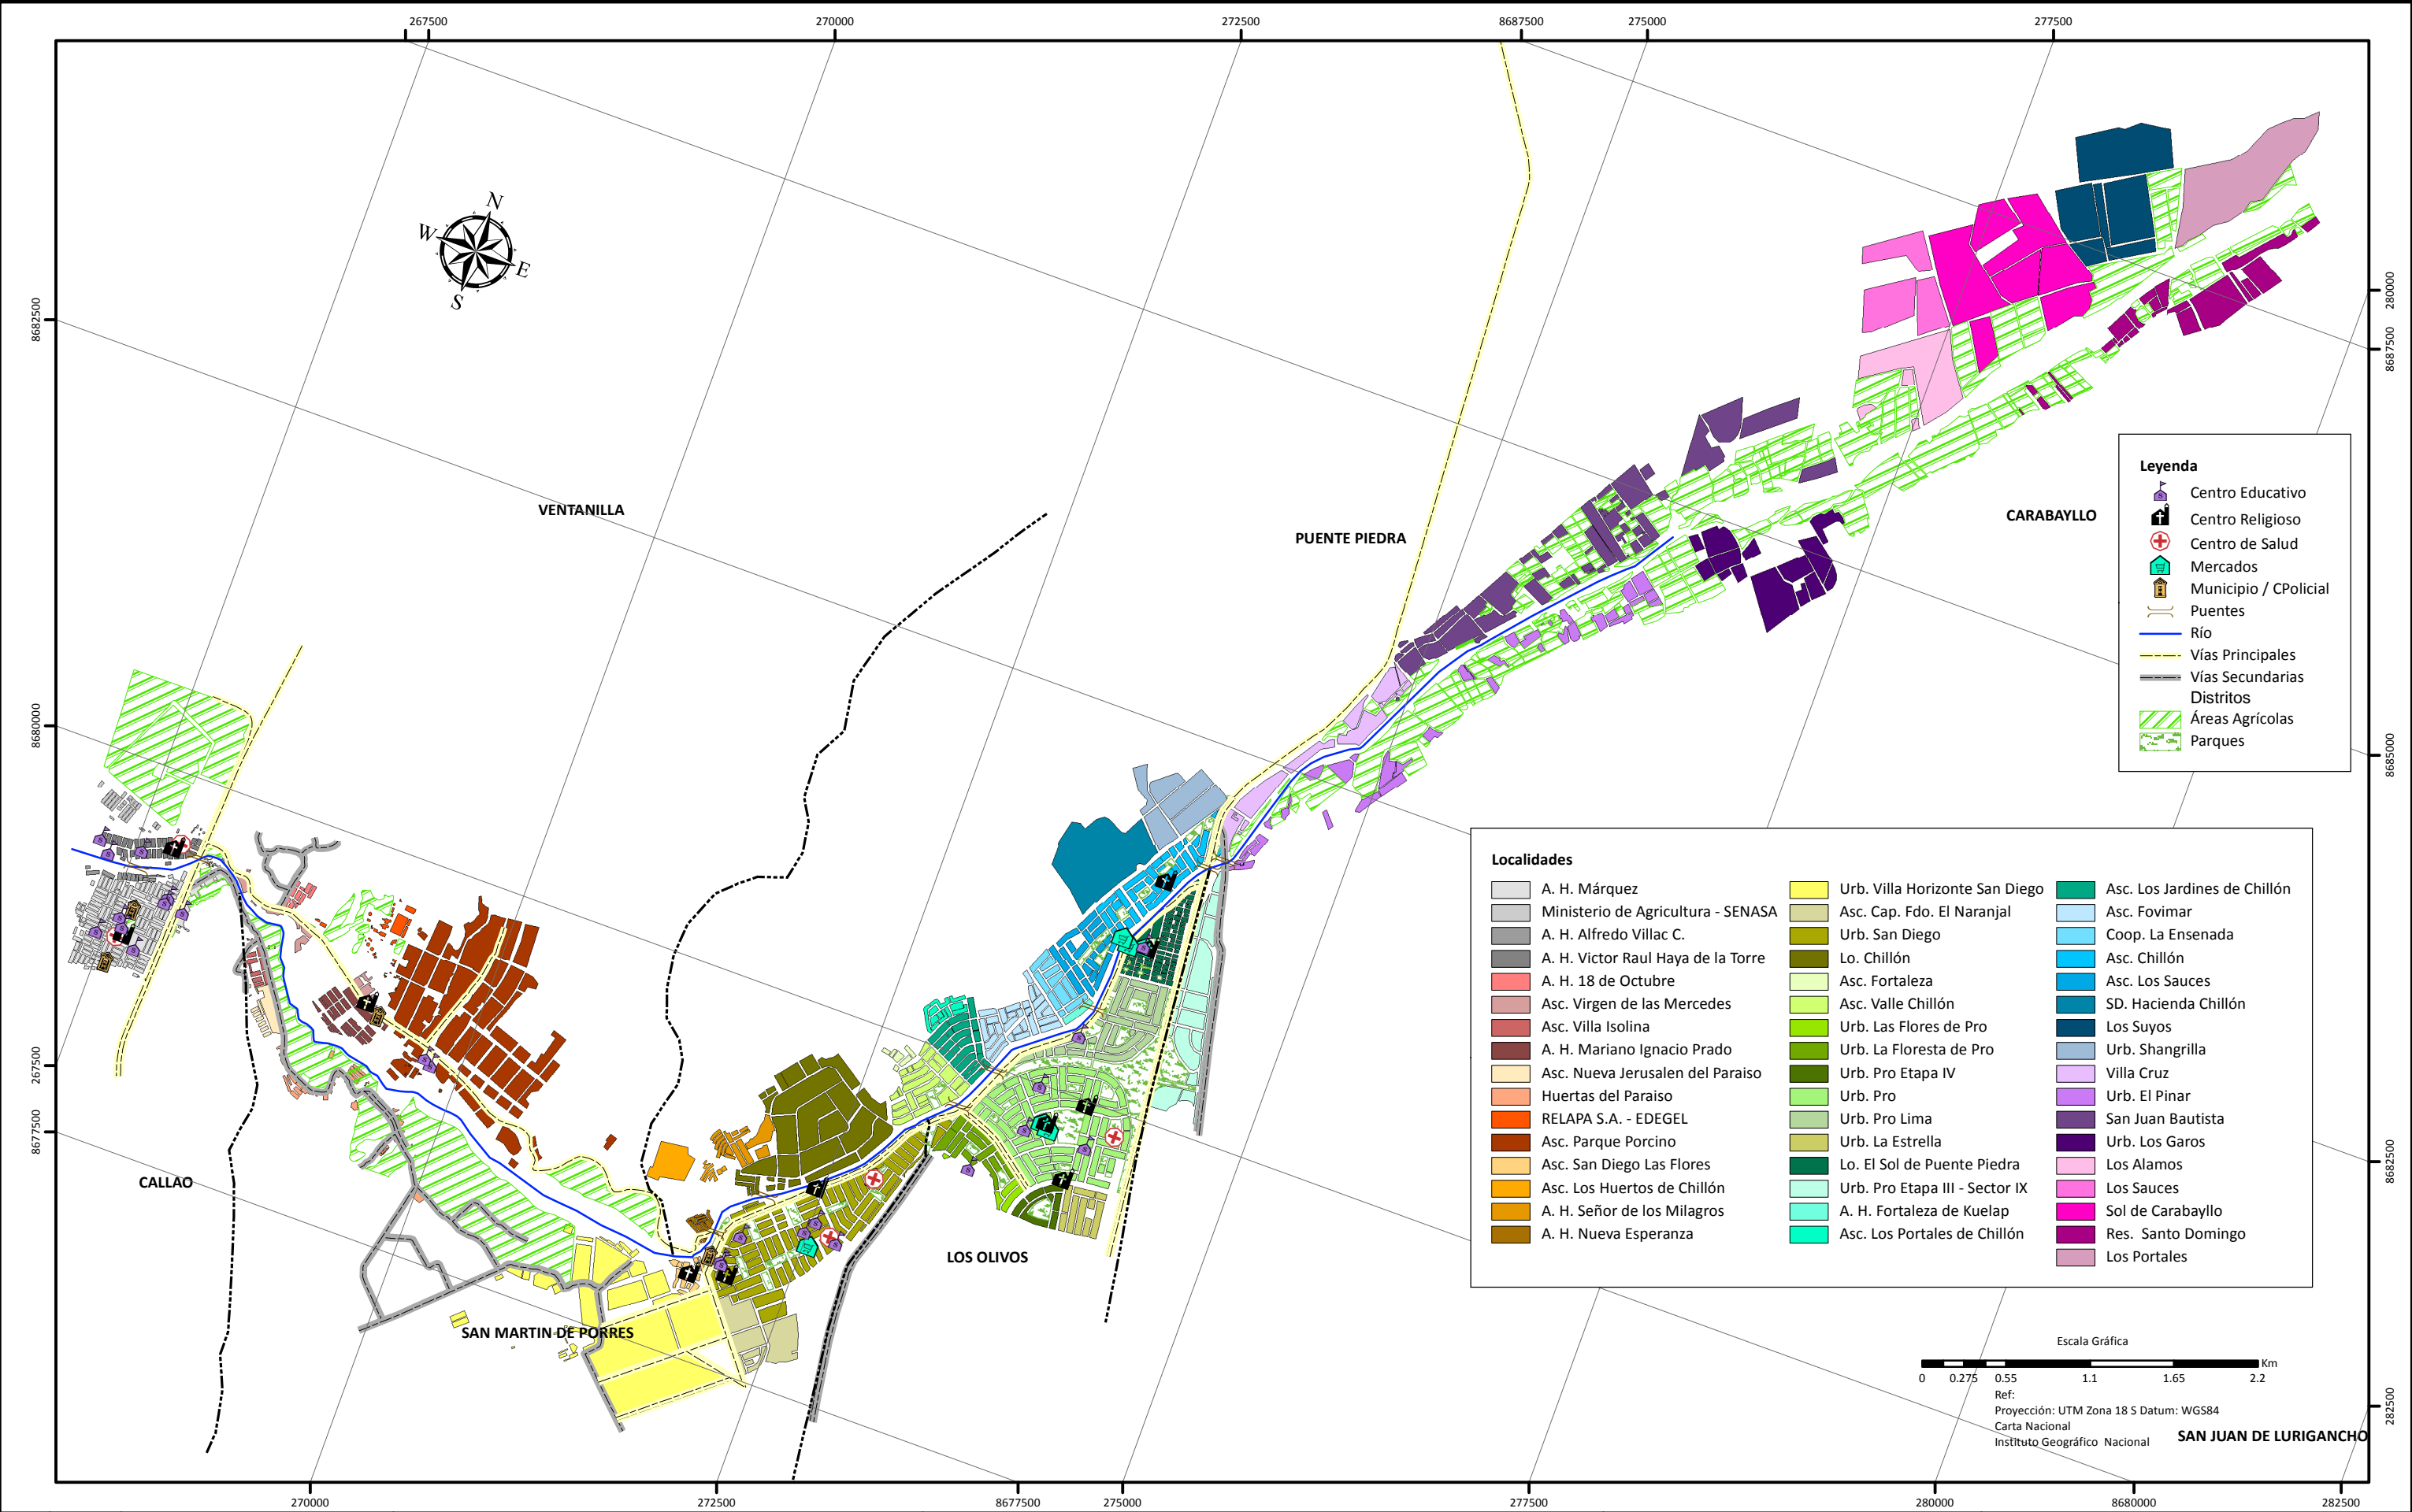 267500
270000
272500
8687500
275000
277500
N
W
E
S
8682500
280000
8687500
VENTANILLA
PUENTE PIEDRA
CARABAYLLO
Leyenda
Centro Educativo
Centro Religioso
Centro de Salud
Mercados
Municipio / CPolicial
Puentes
Río
Vías Principales
Vías Secundarias
Distritos
Áreas Agrícolas
Parques
8680000
8685000
Localidades
A. H. Márquez
Ministerio de Agricultura - SENASA
A. H. Alfredo Villac C.
A. H. Victor Raul Haya de la Torre
A. H. 18 de Octubre
Asc. Virgen de las Mercedes
Asc. Villa Isolina
A. H. Mariano Ignacio Prado
Asc. Nueva Jerusalen del Paraiso
Huertas del Paraiso
RELAPA S.A. - EDEGEL
Asc. Parque Porcino
Asc. San Diego Las Flores
Asc. Los Huertos de Chillón
A. H. Señor de los Milagros
A. H. Nueva Esperanza
Urb. Villa Horizonte San Diego
Asc. Cap. Fdo. El Naranjal
Urb. San Diego
Lo. Chillón
Asc. Fortaleza
Asc. Valle Chillón
Urb. Las Flores de Pro
Urb. La Floresta de Pro
Urb. Pro Etapa IV
Urb. Pro
Urb. Pro Lima
Urb. La Estrella
Lo. El Sol de Puente Piedra
Urb. Pro Etapa III - Sector IX
A. H. Fortaleza de Kuelap
Asc. Los Portales de Chillón
Asc. Los Jardines de Chillón
Asc. Fovimar
Coop. La Ensenada
Asc. Chillón
Asc. Los Sauces
SD. Hacienda Chillón
Los Suyos
Urb. Shangrilla
Villa Cruz
Urb. El Pinar
San Juan Bautista
Urb. Los Garos
Los Alamos
Los Sauces
Sol de Carabayllo
Res. Santo Domingo
Los Portales
267500
8677500
8682500
CALLAO
LOS OLIVOS
SAN MARTIN DE PORRES
Escala Gráfica
Km
0 0.275 0.55 1.1 1.65 2.2
Ref:
Proyección: UTM Zona 18 S Datum: WGS84
Carta Nacional
Instituto Geográfico Nacional
SAN JUAN DE LURIGANCHO
282500
270000
272500
8677500
275000
277500
280000
8680000
282500